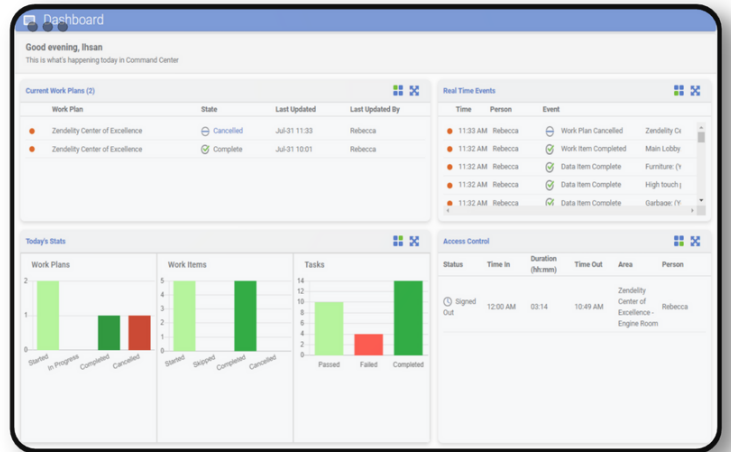 Dashboard
Good evening, Ihsan
This is what's happening today in Command Center
Current Work Plans (2)
Work Plan State Last Updated Last Updated By
Zendelity Center of Excellence Cancelled Jul-31 11:33 Rebecca
Zendelity Center of Excellence Complete Jul-31 10:01 Rebecca
Real Time Events
Time Person Event
11:33 AM Rebecca Work Plan Cancelled Zendelity Ce
11:32 AM Rebecca Work Item Completed Main Lobby
11:32 AM Rebecca Data Item Complete Furniture: (Y
11:32 AM Rebecca Data Item Complete High touch p
11:32 AM Rebecca Data Item Complete Garbage: (Y
Today's Stats
Work Plans
2
1
0
Started In Progress Completed Cancelled
Work Items
5
4
3
2
1
0
Started Skipped Completed Cancelled
Tasks
14
12
10
8
6
4
2
0
Passed Failed Completed
Access Control
Status Time In Duration (hh:mm) Time Out Area Person
Signed Out 12:00 AM 03:14 10:49 AM Zendelity Center of Excellence - Engine Room Rebecca